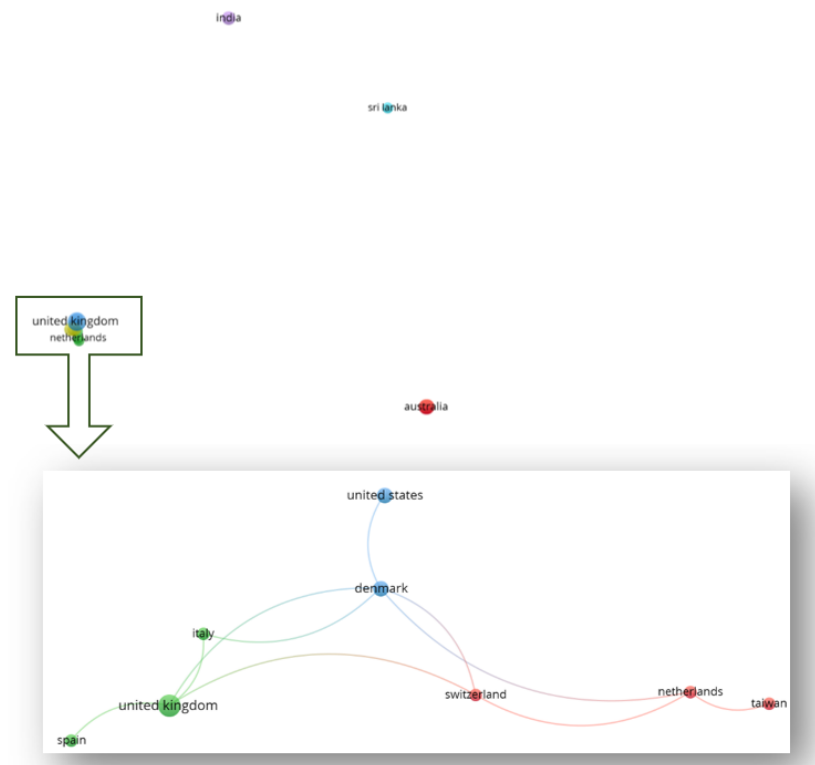 india
sri lanka
united kingdom
netherlands
australia
united states
denmark
italy
switzerland
netherlands
taiwan
united kingdom
spain